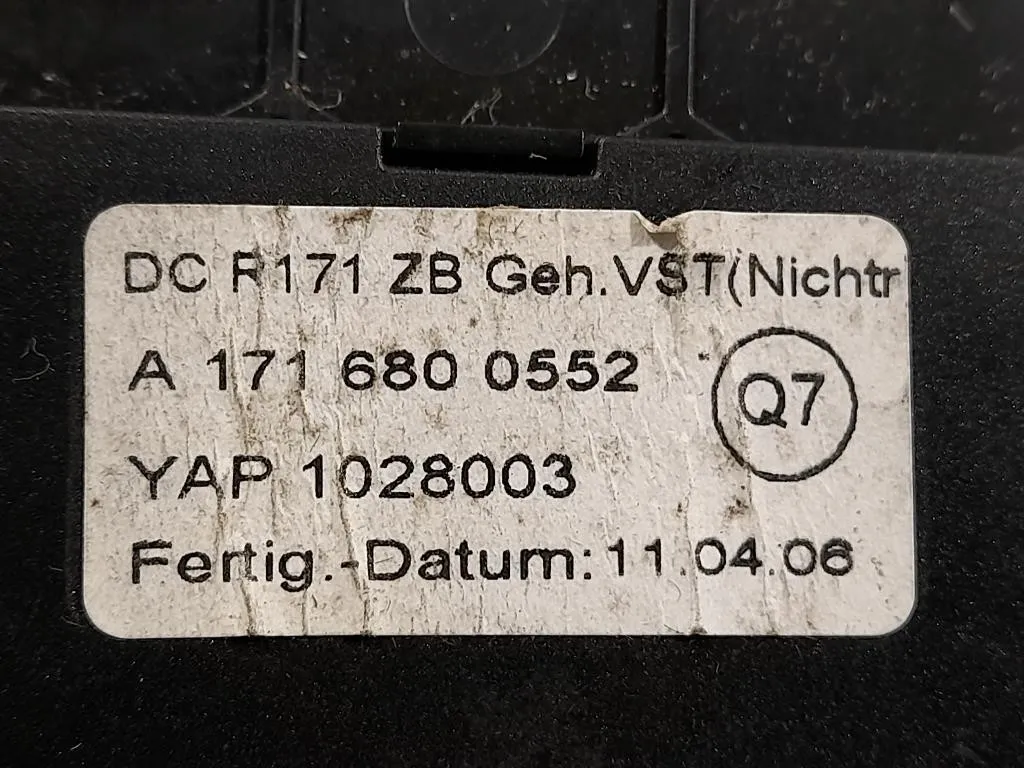 DC R171 ZB Geh.VST(Nichtr
A 171 680 0552
Q7
YAP 1028003
Fertig.-Datum: 11.04.06